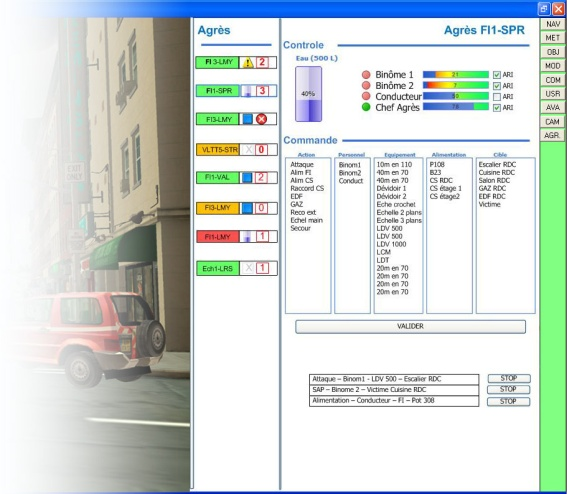 Agrès
FI 3-LMY 2
FI1-SPR 3
FI3-LMY
VLTT5-STR X 0
FI1-VAL 2
FI3-LMY 0
FI1-LMY 1
Ech1-LRS X 1
Agrès FI1-SPR
Controle
Eau (500 L)
40%
Binôme 1 ARI
Binôme 2 7 ARI
Conducteur ARI
Chef Agrès ARI
Commande
Action Personnel Equipement Alimentation Cible
Attaque Binom1 10m en 110 P108 Escalier RDC
Alim FI Binom2 40m en 70 B23 Cuisine RDC
Alim CS Conduct 40m en 70 CS RDC Salon RDC
Raccord CS Dévidoir 1 CS étage 1 GAZ RDC
EDF Dévidoir 2 CS étage2 EDF RDC
GAZ Eche crochet Victime
Reco ext Echelle 2 plans
Echel main Echelle 3 plans
Secour LDV 500
LDV 500
LDV 1000
LCM
LDT
20m en 70
20m en 70
20m en 70
20m en 70
VALIDER
Attaque – Binom1 - LDV 500 – Escalier RDC STOP
SAP – Binome 2 – Victime Cuisine RDC STOP
Alimentation – Conducteur – FI – Pot 308 STOP
NAV
MET
OBJ
MOD
COM
USR
AVA
CAM
AGR.